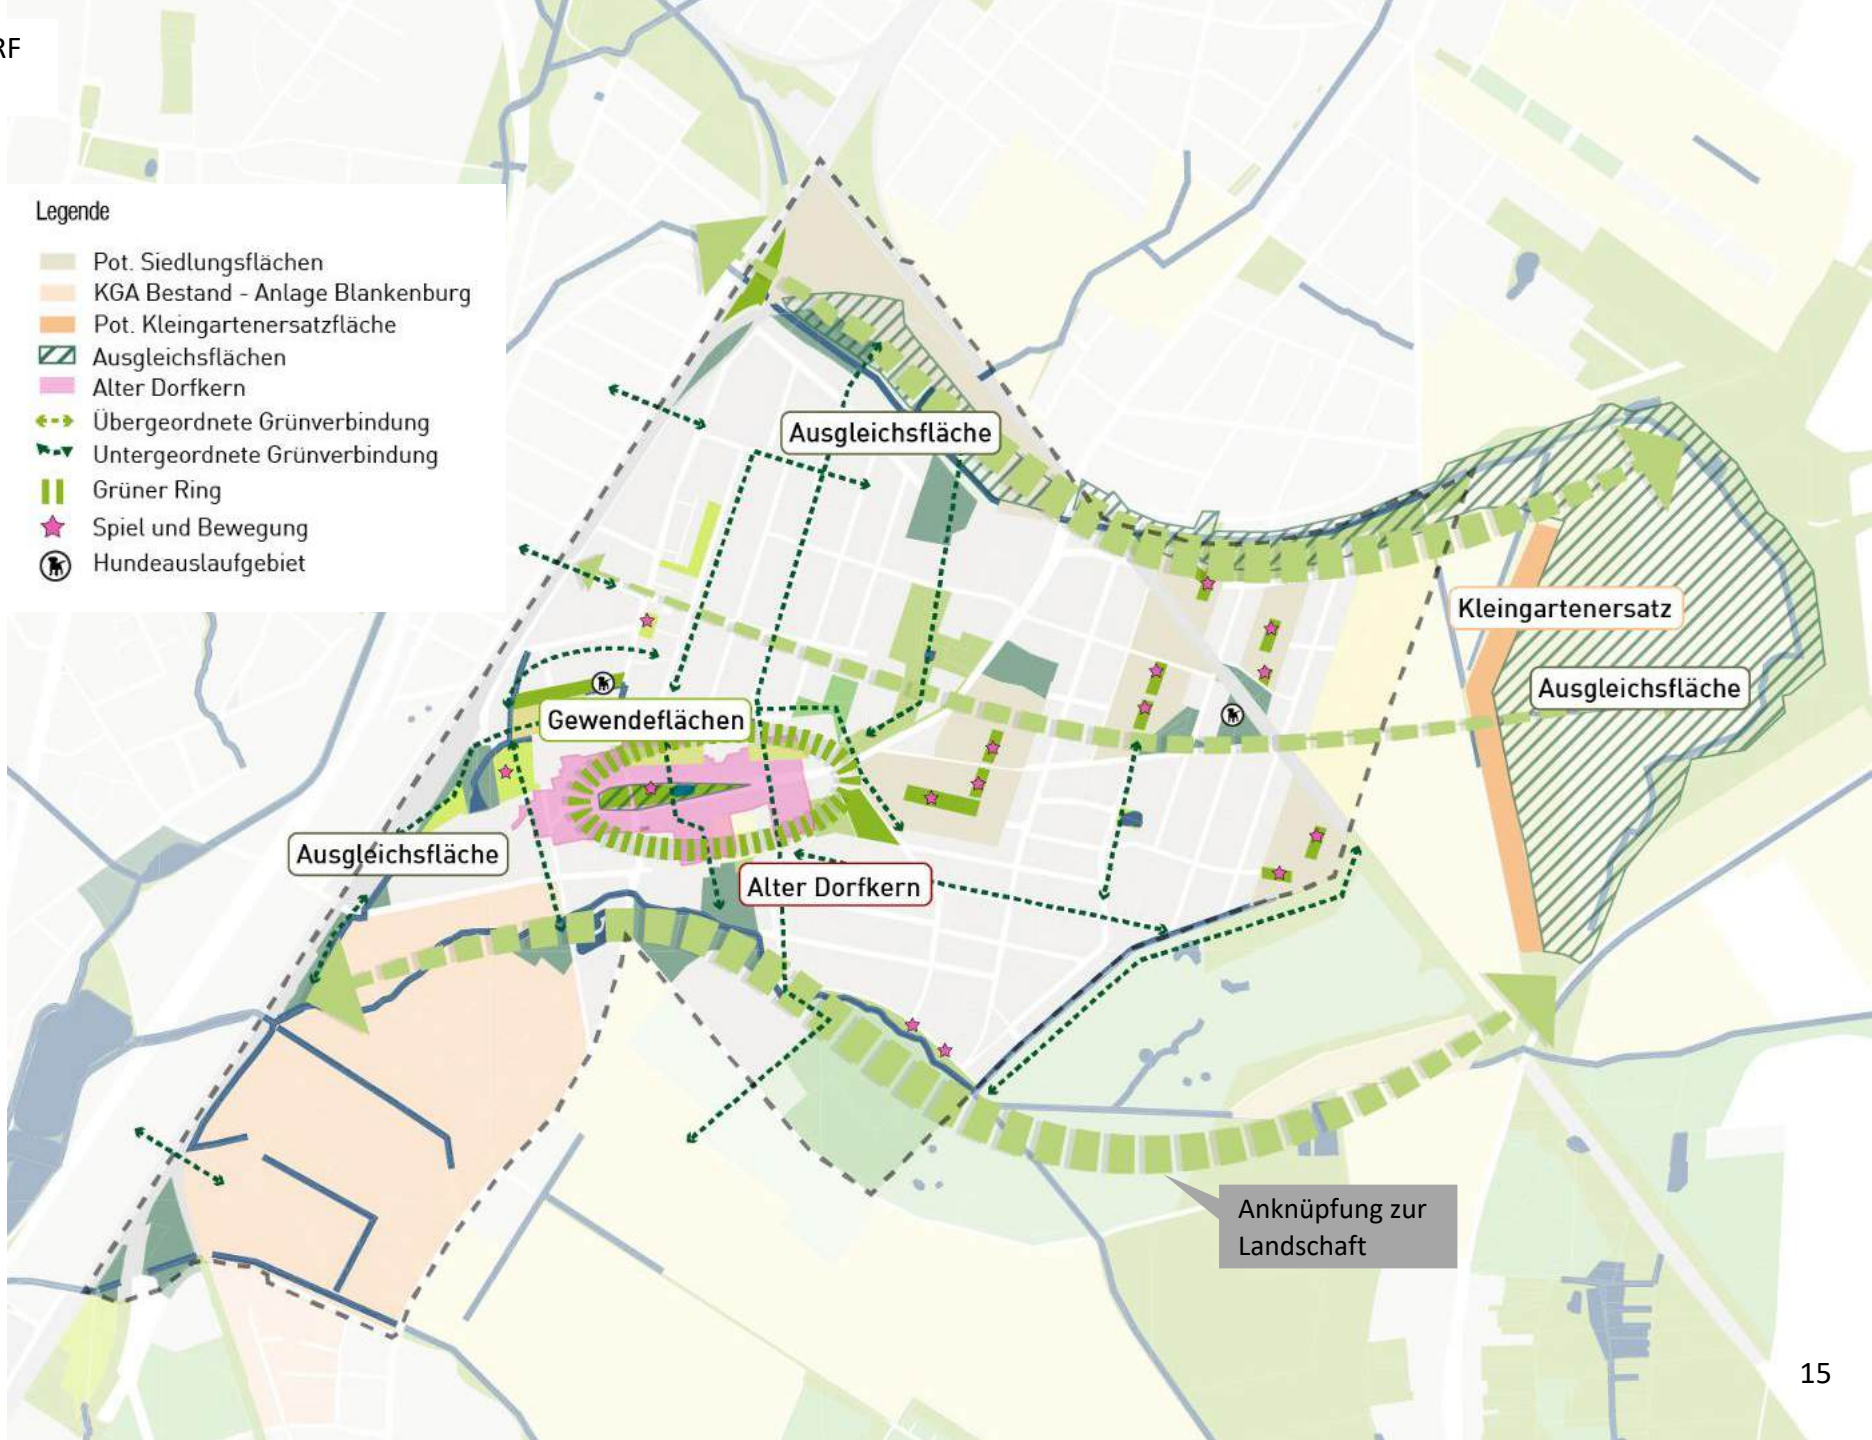 RF
Legende
Pot. Siedlungsflächen
KGA Bestand - Anlage Blankenburg
Pot. Kleingartenersatzfläche
Ausgleichsflächen
Alter Dorfkern
Übergeordnete Grünverbindung
Untergeordnete Grünverbindung
Grüner Ring
Spiel und Bewegung
Hundeauslaufgebiet
Ausgleichsfläche
Kleingartenersatz
Ausgleichsfläche
Gewendeflächen
Ausgleichsfläche
Alter Dorfkern
Anknüpfung zur
Landschaft
15